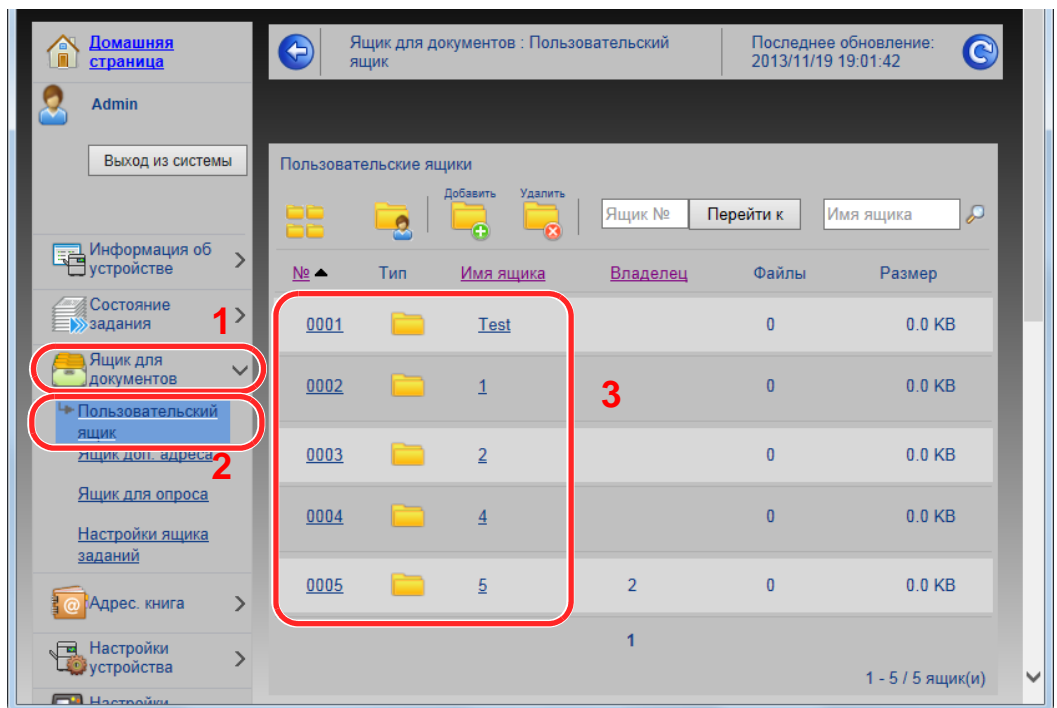 Домашняя
страница
Admin
Выход из системы
Информация об
устройстве
Состояние
задания
1
Ящик для
документов
Пользовательский
ящик
2
Ящик доп. адреса
Ящик для опроса
Настройки ящика
заданий
Адрес. книга
Настройки
устройства
Настройки
Ящик для документов : Пользовательский
ящик
Последнее обновление:
2013/11/19 19:01:42
Пользовательские ящики
Добавить Удалить
Ящик № Перейти к Имя ящика
№ Тип Имя ящика Владелец Файлы Размер
0001 Test 0 0.0 KB
0002 1 0 0.0 KB
3
0003 2 0 0.0 KB
0004 4 0 0.0 KB
0005 5 2 0 0.0 KB
1
1 - 5 / 5 ящик(и)